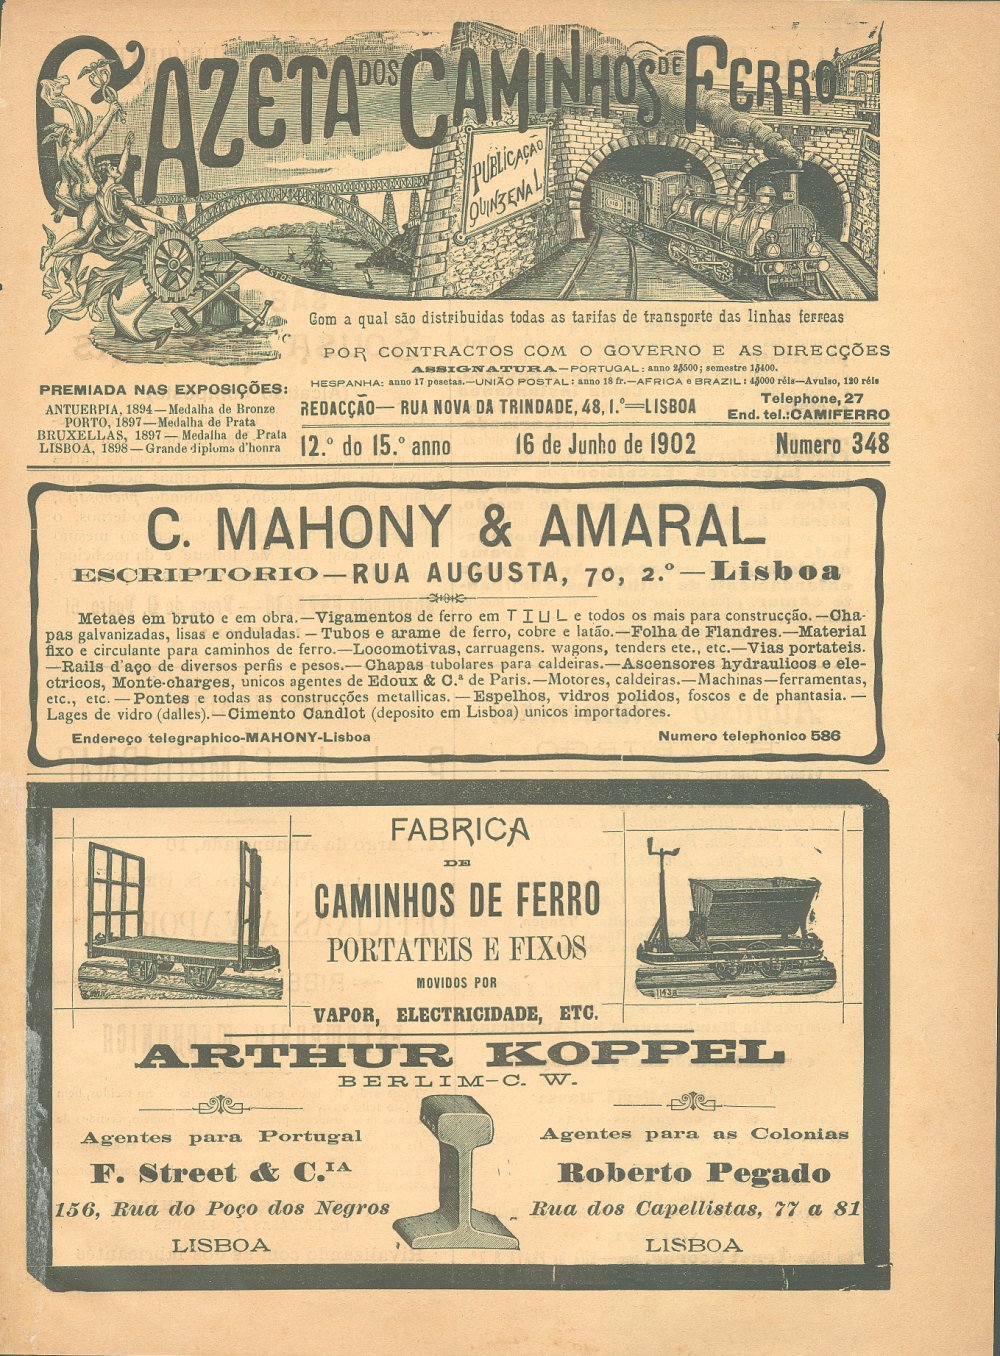 GAZETA DOS CAMINHOS DE FERRO
PUBLICAÇÃO
QUINZENAL
PASTOR
Com a qual são distribuidas todas as tarifas de transporte das linhas ferreas
POR CONTRACTOS COM O GOVERNO E AS DIRECÇÕES
ASSIGNATURA.—PORTUGAL: anno 2$500; semestre 1$400.
HESPANHA: anno 17 pesetas.—UNIÃO POSTAL: anno 18 fr.—AFRICA e BRAZIL: 4$000 réis—Avulso, 120 réis
PREMIADA NAS EXPOSIÇÕES:
ANTUERPIA, 1894—Medalha de Bronze
PORTO, 1897—Medalha de Prata
BRUXELLAS, 1897—Medalha de Prata
LISBOA, 1898—Grande diploma d'honra
REDACÇÃO— RUA NOVA DA TRINDADE, 48, 1.º—LISBOA
Telephone, 27
End. tel.: CAMIFERRO
12.º do 15.º anno 16 de Junho de 1902 Numero 348
C. MAHONY & AMARAL
ESCRIPTORIO—RUA AUGUSTA, 70, 2.º—Lisboa
Metaes em bruto e em obra.—Vigamentos de ferro em T I U L e todos os mais para construcção.—Cha-
pas galvanizadas, lisas e onduladas.—Tubos e arame de ferro, cobre e latão.—Folha de Flandres.—Material
fixo e circulante para caminhos de ferro.—Locomotivas, carruagens. wagons, tenders ete., etc.—Vias portateis.
—Rails d'aço de diversos perfis e pesos.—Chapas tubolares para caldeiras.—Ascensores hydraulicos e ele-
ctricos, Monte-charges, unicos agentes de Edoux & C.ª de Paris.—Motores, caldeiras.—Machinas—ferramentas,
etc., etc.—Pontes e todas as construcções metallicas.—Espelhos, vidros polidos, foscos e de phantasia.—
Lages de vidro (dalles).—Cimento Candlot (deposito em Lisboa) unicos importadores.
Endereço telegraphico-MAHONY-Lisboa Numero telephonico 586
FABRICA
DE
CAMINHOS DE FERRO
PORTATEIS E FIXOS
MOVIDOS POR
VAPOR, ELECTRICIDADE, ETC.
1143a
ARTHUR KOPPEL
BERLIM—C. W.
Agentes para Portugal
F. Street & C.IA
156, Rua do Poço dos Negros
LISBOA
Agentes para as Colonias
Roberto Pegado
Rua dos Capellistas, 77 a 81
LISBOA